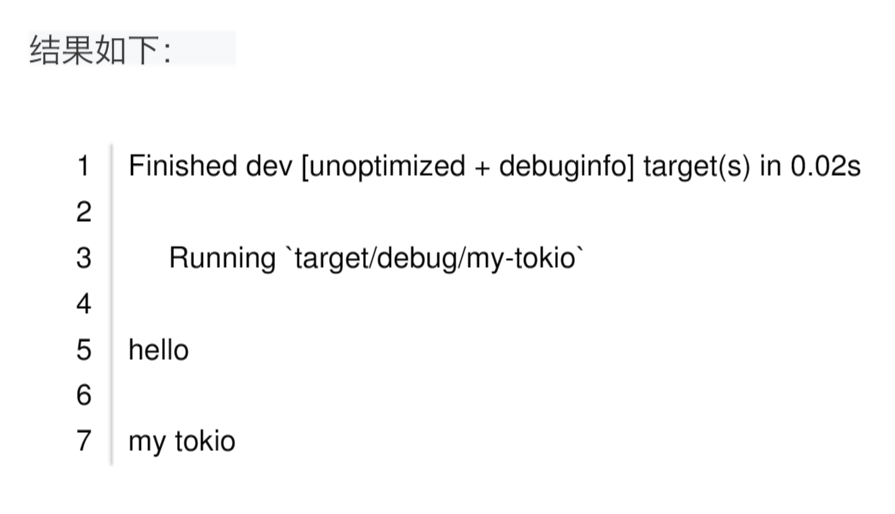 结果如下：
1 Finished dev [unoptimized + debuginfo] target(s) in 0.02s
2
3 Running `target/debug/my-tokio`
4
5 hello
6
7 my tokio